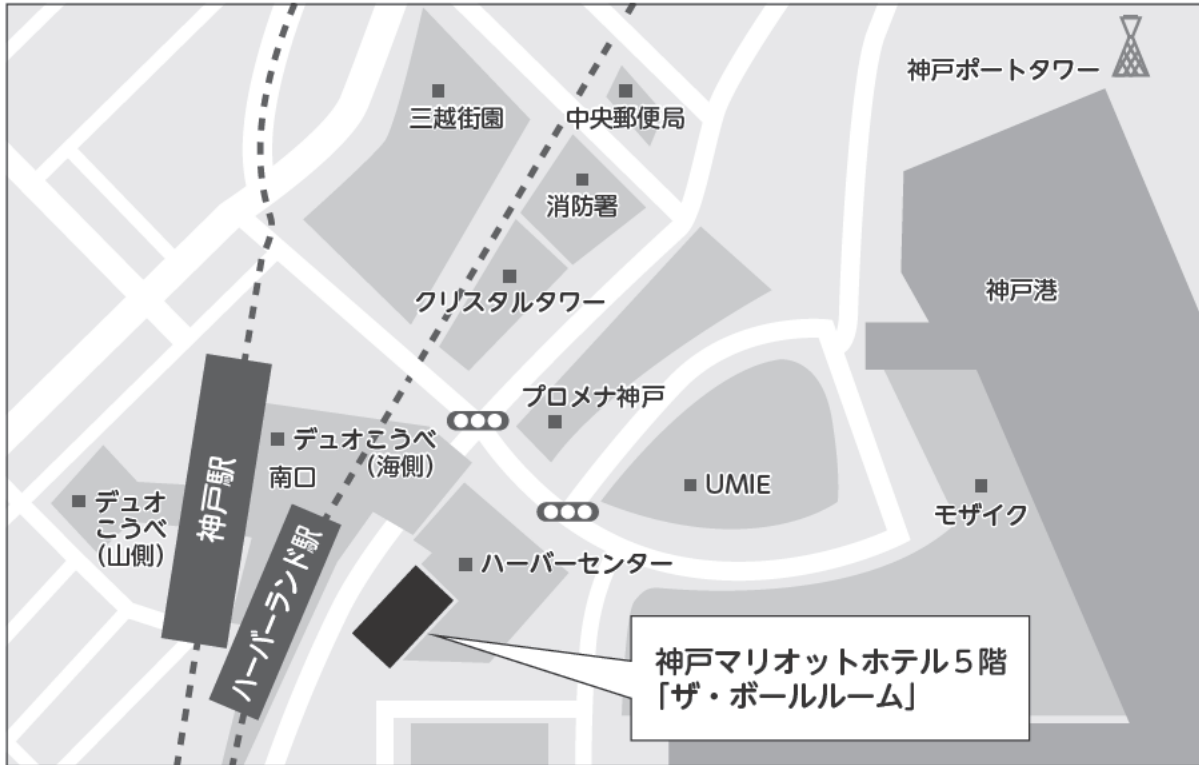 神戸ポートタワー
三越街園
中央郵便局
消防署
神戸港
クリスタルタワー
プロメナ神戸
デュオこうべ
(海側)
南口
神戸駅
UMIE
デュオ
こうべ
(山側)
モザイク
ハーバーランド駅
ハーバーセンター
神戸マリオットホテル5階
「ザ・ボールルーム」